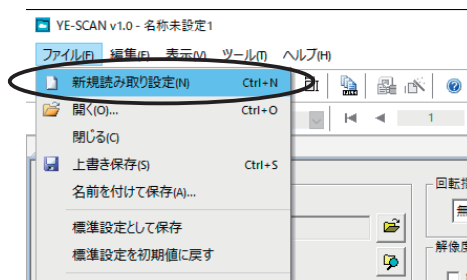 YE-SCAN v1.0 - 名称未設定1
ファイル(F) 編集(E) 表示(V) ツール(T) ヘルプ(H)
新規読み取り設定(N) Ctrl+N
開く(O)... Ctrl+O
1
閉じる(C)
上書き保存(S) Ctrl+S
名前を付けて保存(A)...
標準設定として保存
標準設定を初期値に戻す
回転
無
解像度